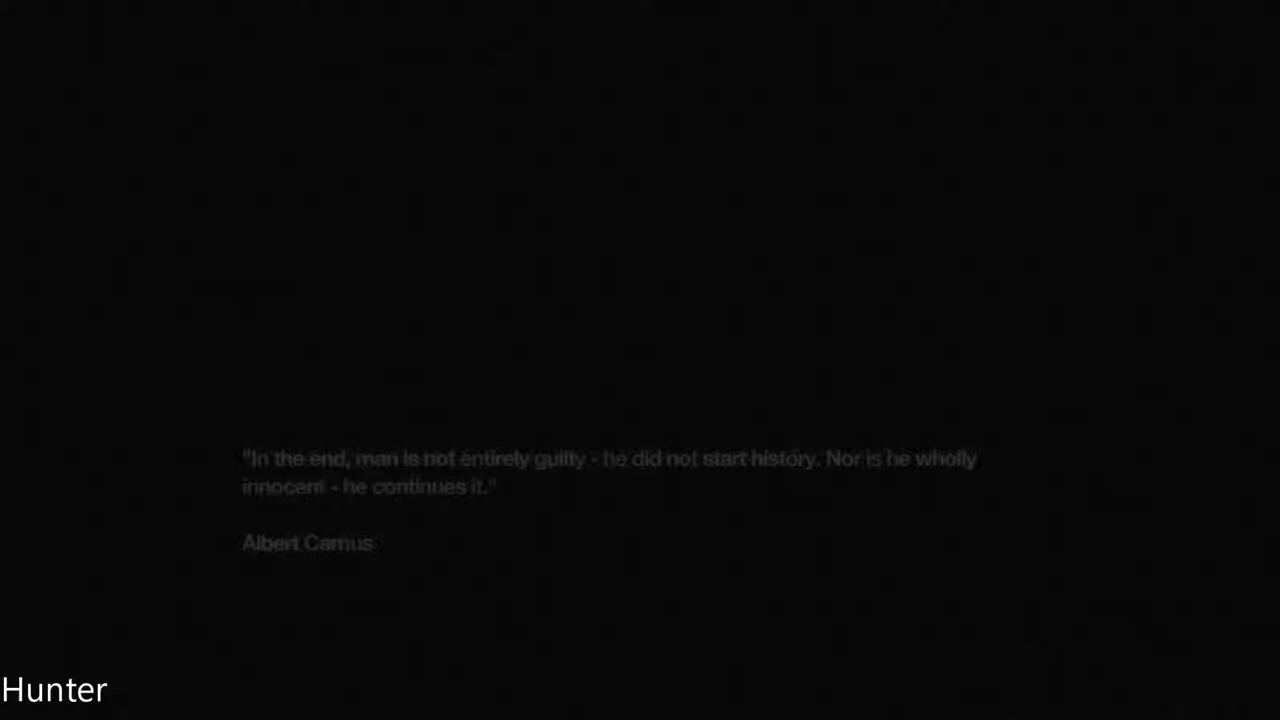 "In the end, man is not entirely guilty - he did not start history. Nor is he wholly
innocent - he continues it."
Albert Camus
Hunter